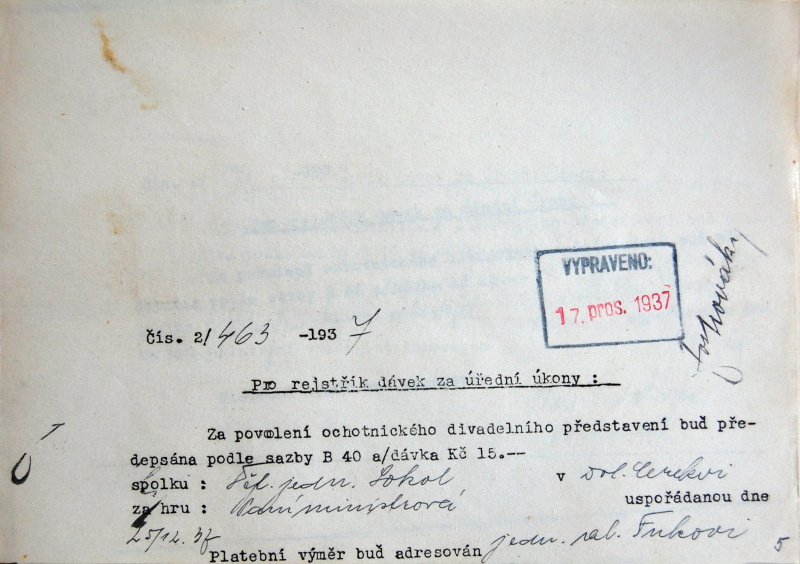 VYPRAVENO:
17. pros. 1937
čís. 2/463 -1937
Pro rejstřík dávek za úřední úkony :
Za povolení ochotnického divadelního představení buď pře-
depsána podle sazby B 40 a/dávka Kč 15.--
spolku : Těl. jedn. Sokol v Dol. Cerekvi
za hru : Paní ministrová uspořádanou dne
25/12. 37
Platební výměr buď adresován jedn.
5